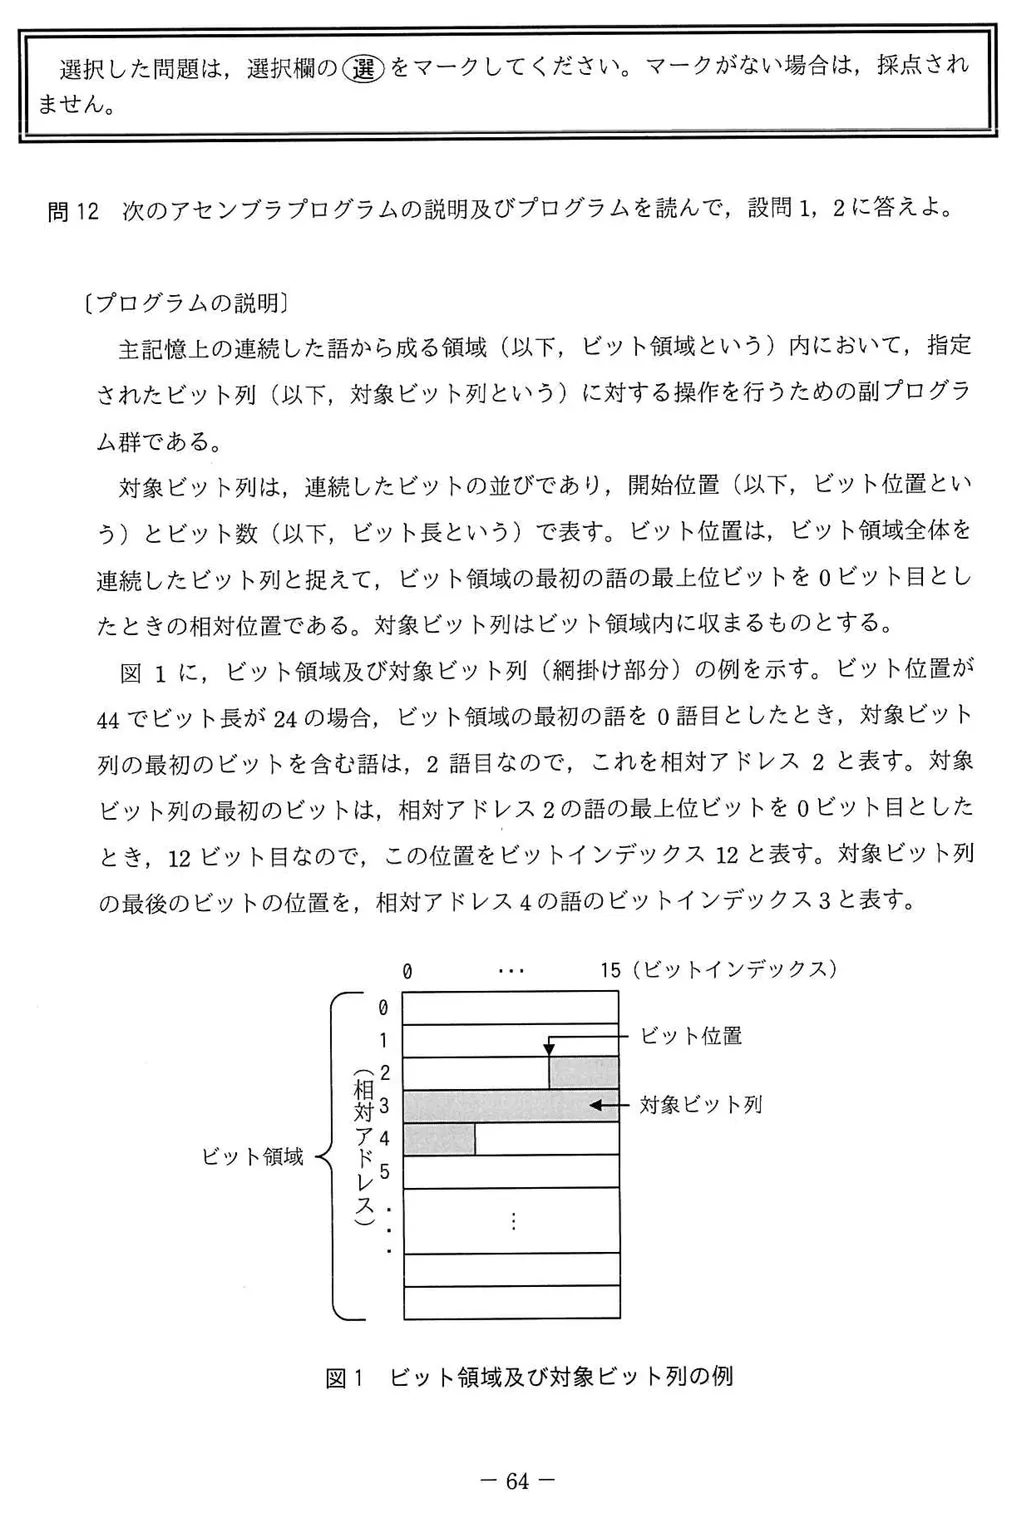 選択した問題は，選択欄の㊩をマークしてください。マークがない場合は，採点され
ません。
問12　次のアセンブラプログラムの説明及びプログラムを読んで，設問1，2に答えよ。
〔プログラムの説明〕
主記憶上の連続した語から成る領域（以下，ビット領域という）内において，指定
されたビット列（以下，対象ビット列という）に対する操作を行うための副プログラ
ム群である。
対象ビット列は，連続したビットの並びであり，開始位置（以下，ビット位置とい
う）とビット数（以下，ビット長という）で表す。ビット位置は，ビット領域全体を
連続したビット列と捉えて，ビット領域の最初の語の最上位ビットを0ビット目とし
たときの相対位置である。対象ビット列はビット領域内に収まるものとする。
図1に，ビット領域及び対象ビット列（網掛け部分）の例を示す。ビット位置が
44でビット長が24の場合，ビット領域の最初の語を0語目としたとき，対象ビット
列の最初のビットを含む語は，2語目なので，これを相対アドレス2と表す。対象
ビット列の最初のビットは，相対アドレス2の語の最上位ビットを0ビット目とした
とき，12ビット目なので，この位置をビットインデックス12と表す。対象ビット列
の最後のビットの位置を，相対アドレス4の語のビットインデックス3と表す。
0　…　15（ビットインデックス）
0
1
ビット位置
2
3
対象ビット列
4
5
（相対アドレス）
ビット領域
図1　ビット領域及び対象ビット列の例
－ 64 －